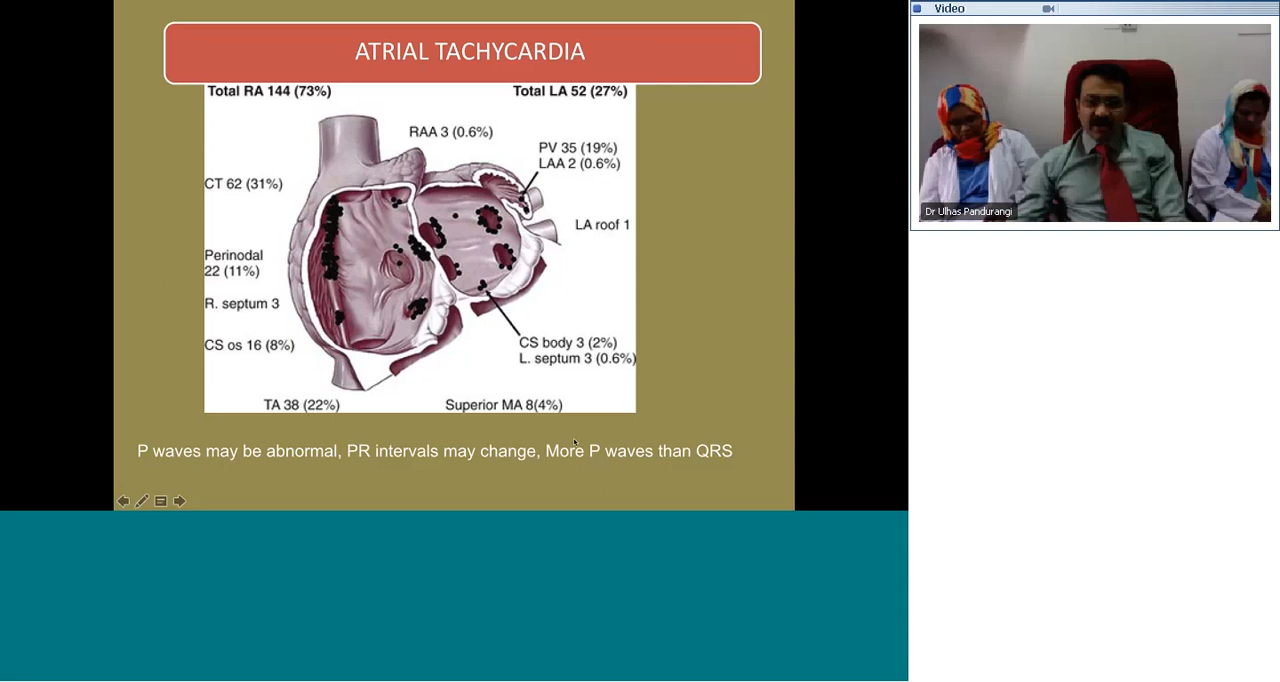 ATRIAL TACHYCARDIA
Total RA 144 (73%)
Total LA 52 (27%)
RAA 3 (0.6%)
PV 35 (19%)
LAA 2 (0.6%)
CT 62 (31%)
LA roof 1
Perinodal
22 (11%)
R. septum 3
CS os 16 (8%)
CS body 3 (2%)
L. septum 3 (0.6%)
TA 38 (22%)
Superior MA 8(4%)
P waves may be abnormal, PR intervals may change, More P waves than QRS
Video
Dr Ulhas Pandurangi